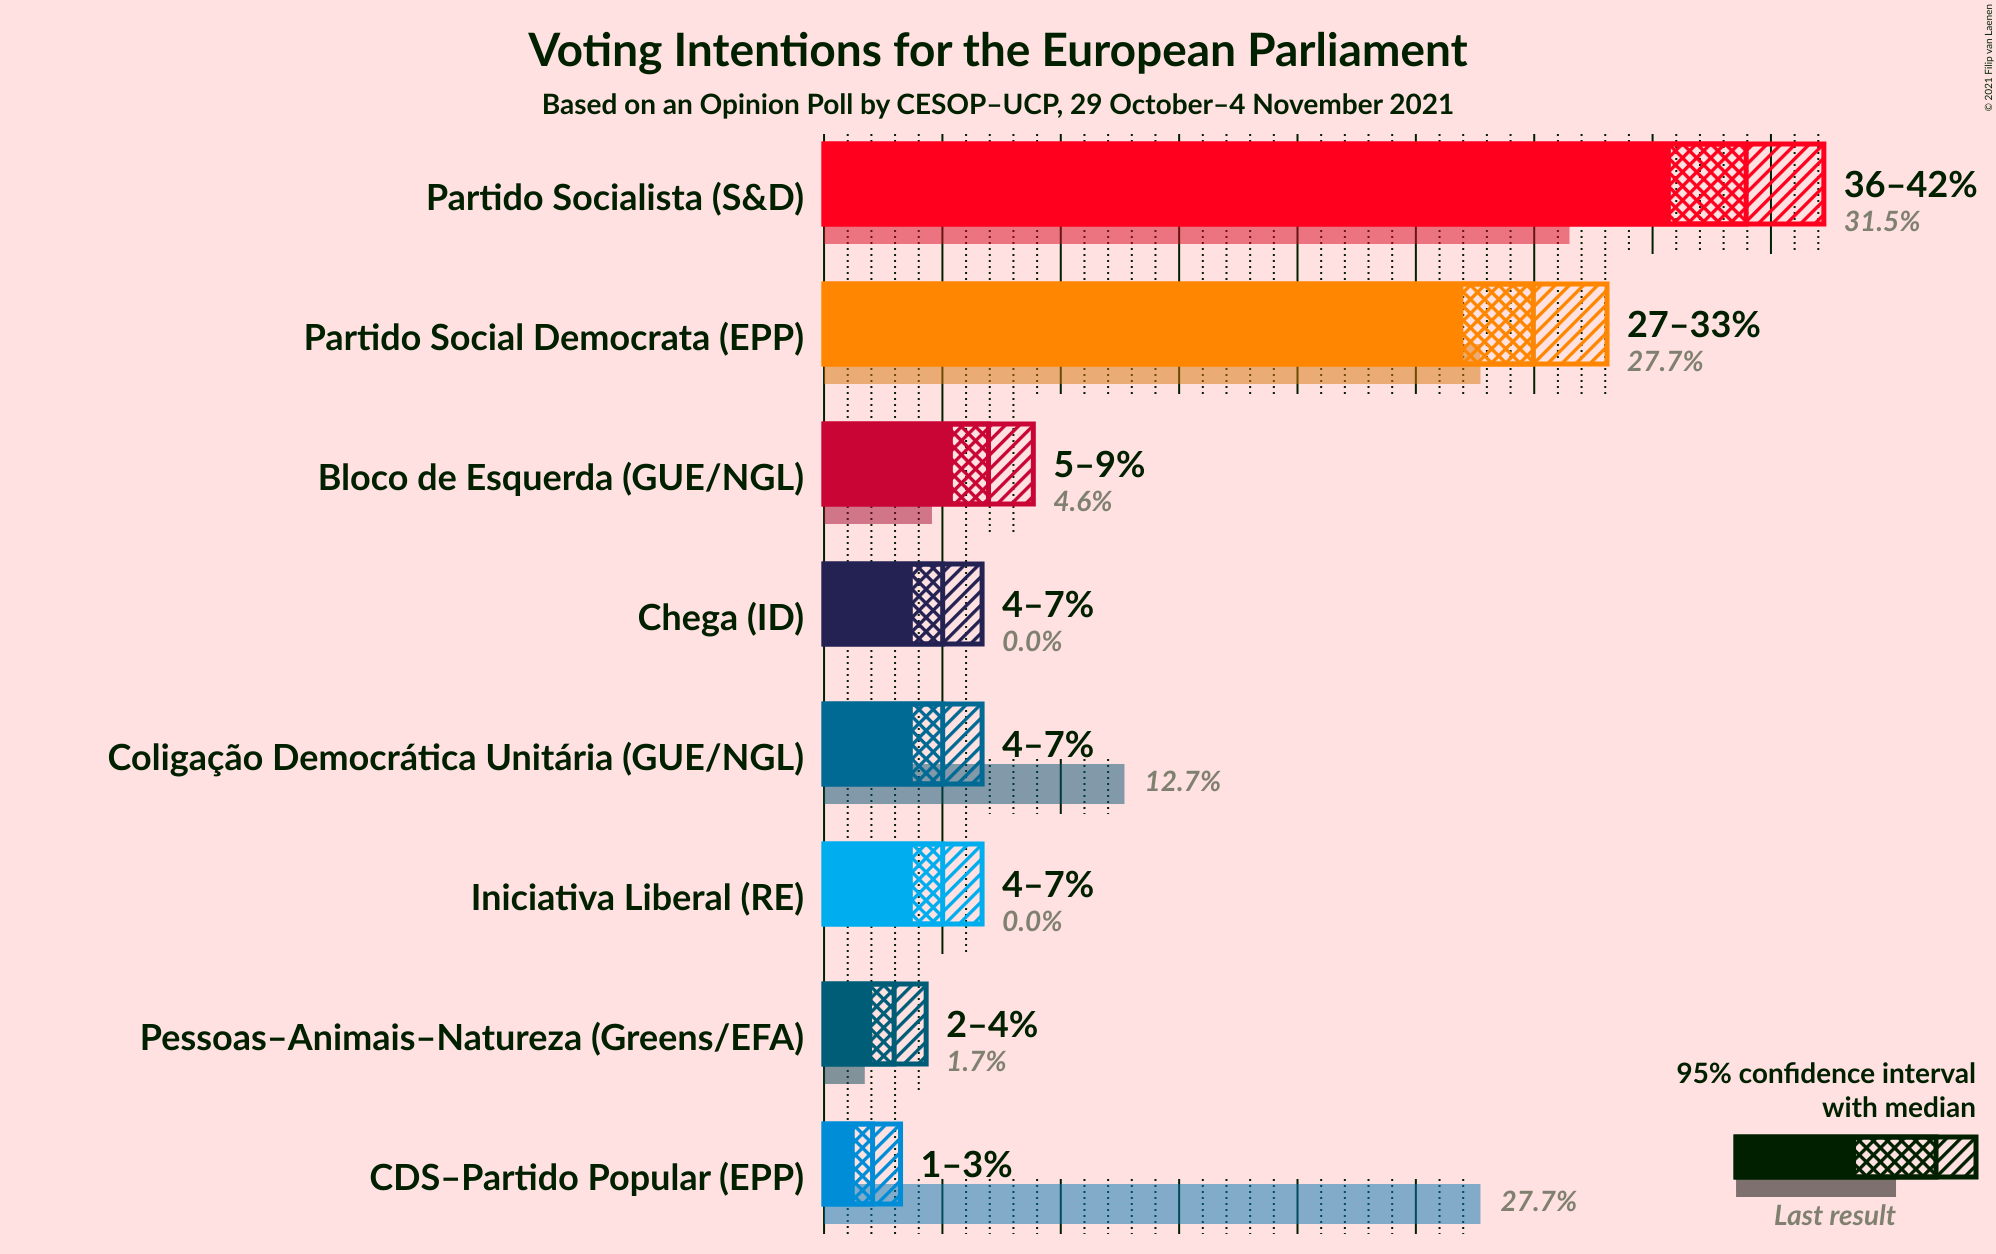 Voting Intentions for the European Parliament
Based on an Opinion Poll by CESOP–UCP, 29 October–4 November 2021
© 2021 Filip van Laenen
Partido Socialista (S&D)
36–42%
31.5%
Partido Social Democrata (EPP)
27–33%
27.7%
Bloco de Esquerda (GUE/NGL)
5–9%
4.6%
Chega (ID)
4–7%
0.0%
Coligação Democrática Unitária (GUE/NGL)
4–7%
12.7%
Iniciativa Liberal (RE)
4–7%
0.0%
Pessoas–Animais–Natureza (Greens/EFA)
2–4%
1.7%
CDS–Partido Popular (EPP)
1–3%
27.7%
95% confidence interval
with median
Last result